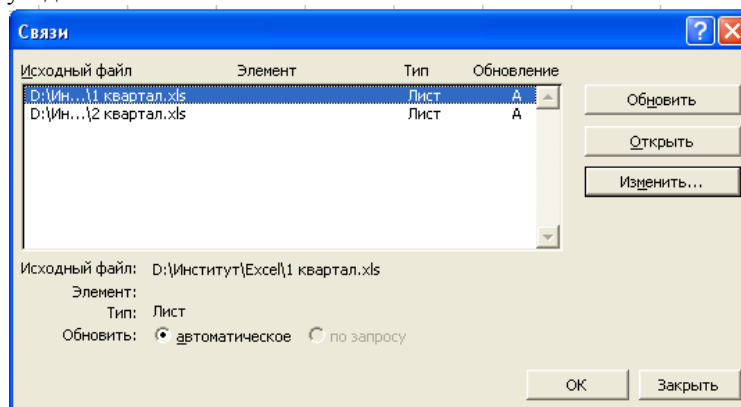 Связи
Исходный файл Элемент Тип Обновление
D:\Ин...\1 квартал.xls Лист А
D:\Ин...\2 квартал.xls Лист А
Обновить
Открыть
Изменить...
Исходный файл: D:\Институт\Excel\1 квартал.xls
Элемент:
Тип: Лист
Обновить: автоматическое по запросу
ОК Закрыть